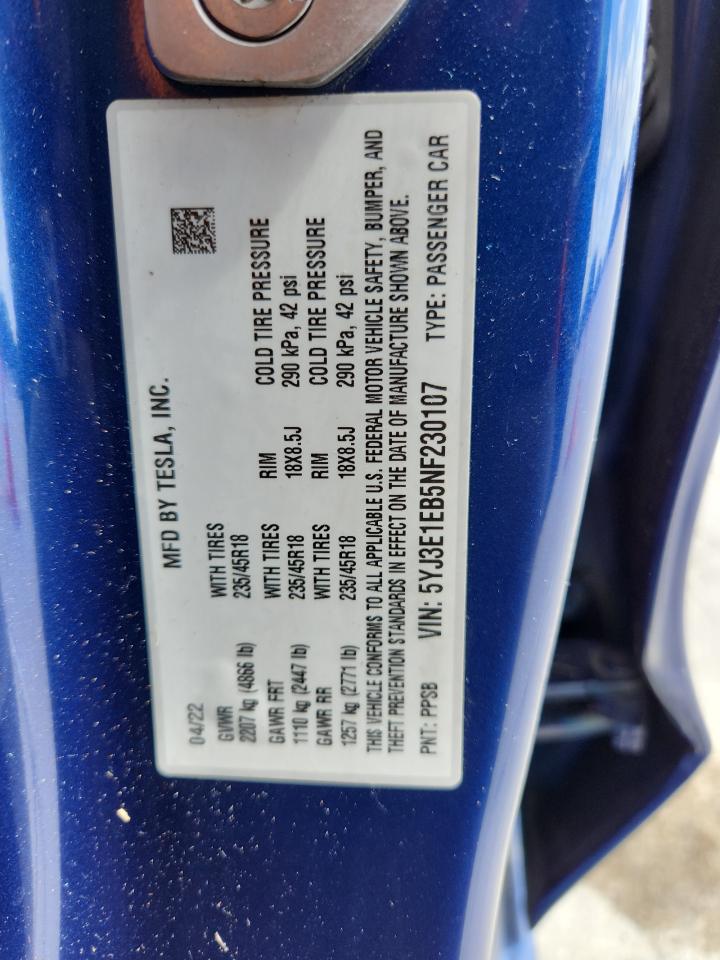 MFD BY TESLA, INC.
04/22
GVWR WITH TIRES
2207 kg (4866 lb) 235/45R18
GAWR FRT WITH TIRES RIM COLD TIRE PRESSURE
1110 kg (2447 lb) 235/45R18 18X8.5J 290 kPa, 42 psi
GAWR RR WITH TIRES RIM COLD TIRE PRESSURE
1257 kg (2771 lb) 235/45R18 18X8.5J 290 kPa, 42 psi
THIS VEHICLE CONFORMS TO ALL APPLICABLE U.S. FEDERAL MOTOR VEHICLE SAFETY, BUMPER, AND
THEFT PREVENTION STANDARDS IN EFFECT ON THE DATE OF MANUFACTURE SHOWN ABOVE.
PNT: PPSB VIN: 5YJ3E1EB5NF230107 TYPE: PASSENGER CAR